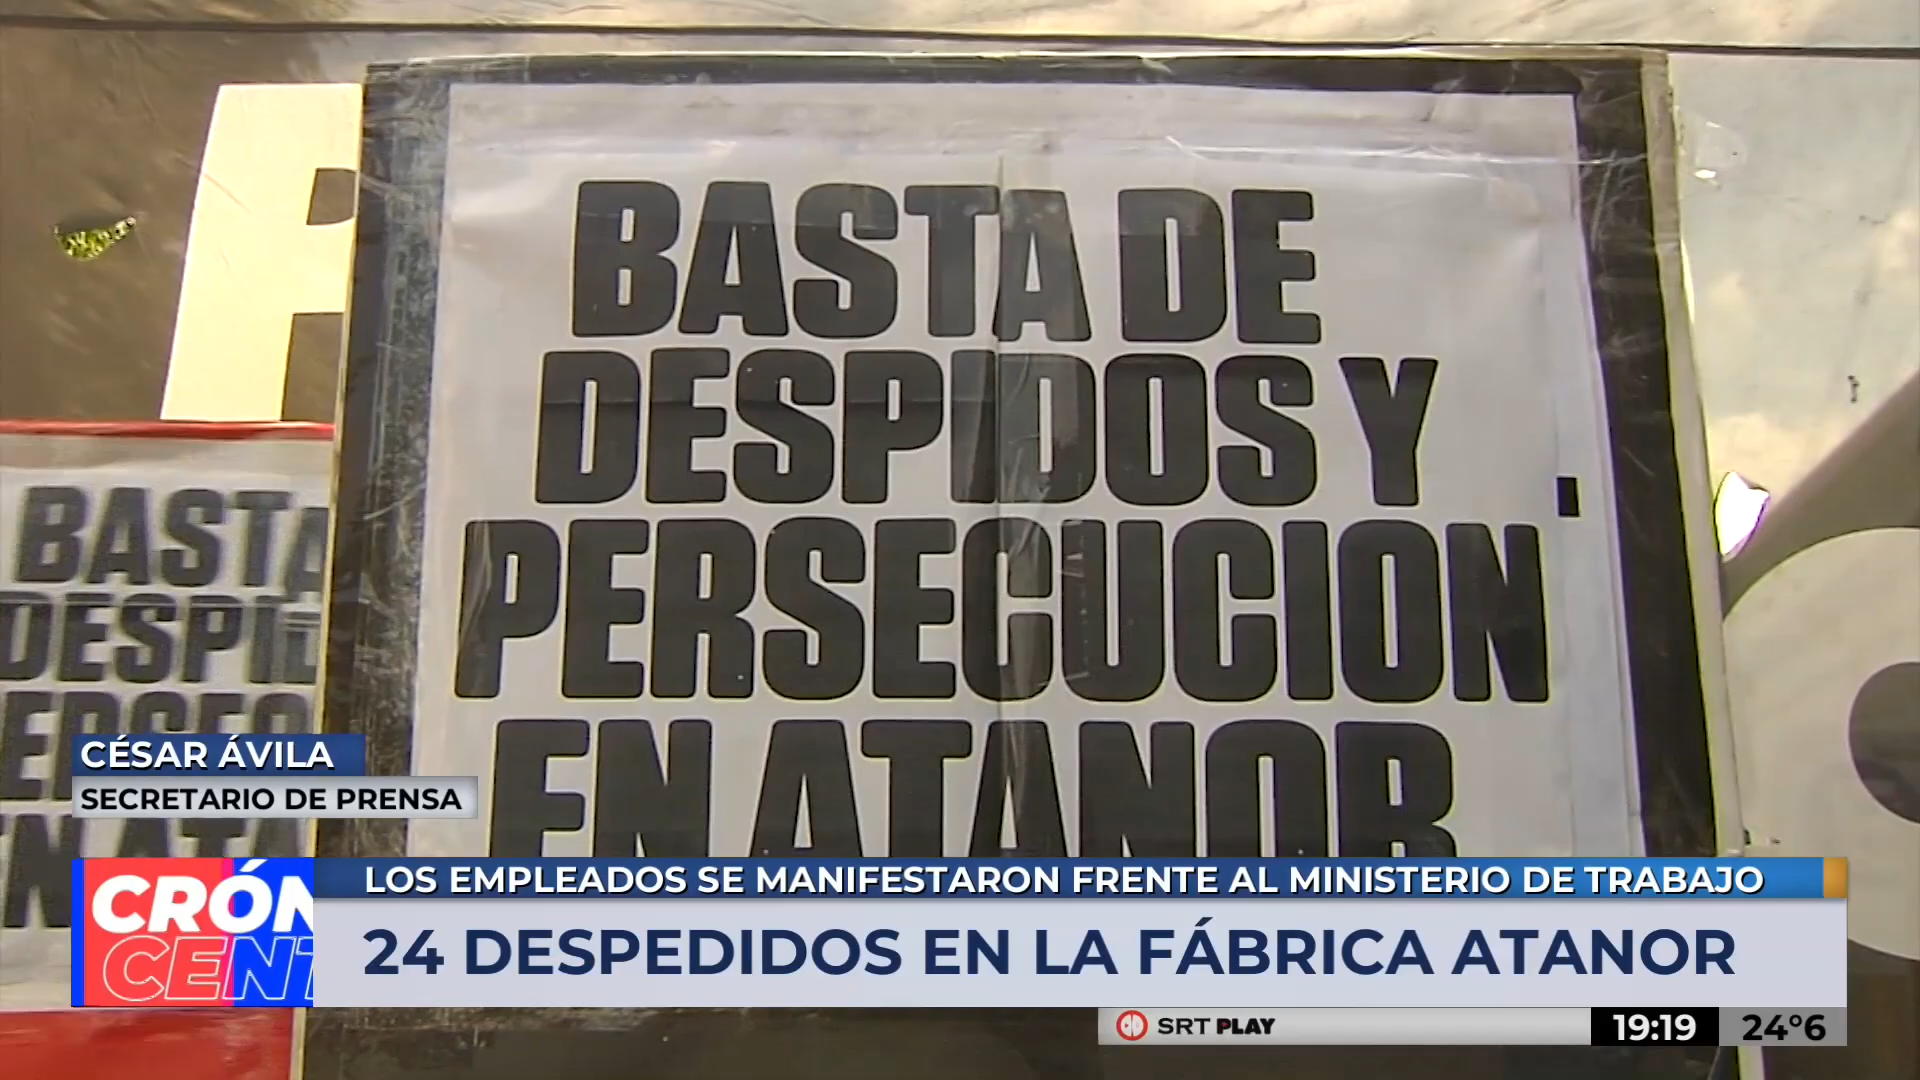 BASTA DE
DESPIDOS Y
PERSECUCION
EN ATANOR
BASTA
CÉSAR ÁVILA
SECRETARIO DE PRENSA
LOS EMPLEADOS SE MANIFESTARON FRENTE AL MINISTERIO DE TRABAJO
24 DESPEDIDOS EN LA FÁBRICA ATANOR
SRT PLAY
19:19
24°6